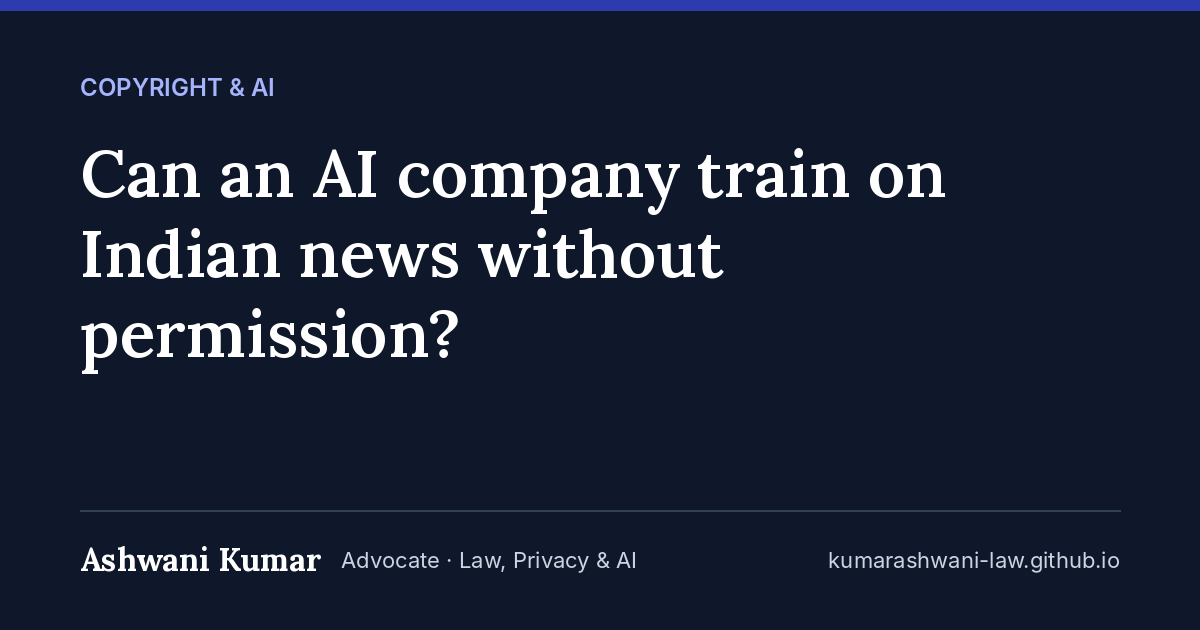 COPYRIGHT & AI
Can an AI company train on
Indian news without
permission?
Ashwani Kumar Advocate · Law, Privacy & AI kumarashwani-law.github.io